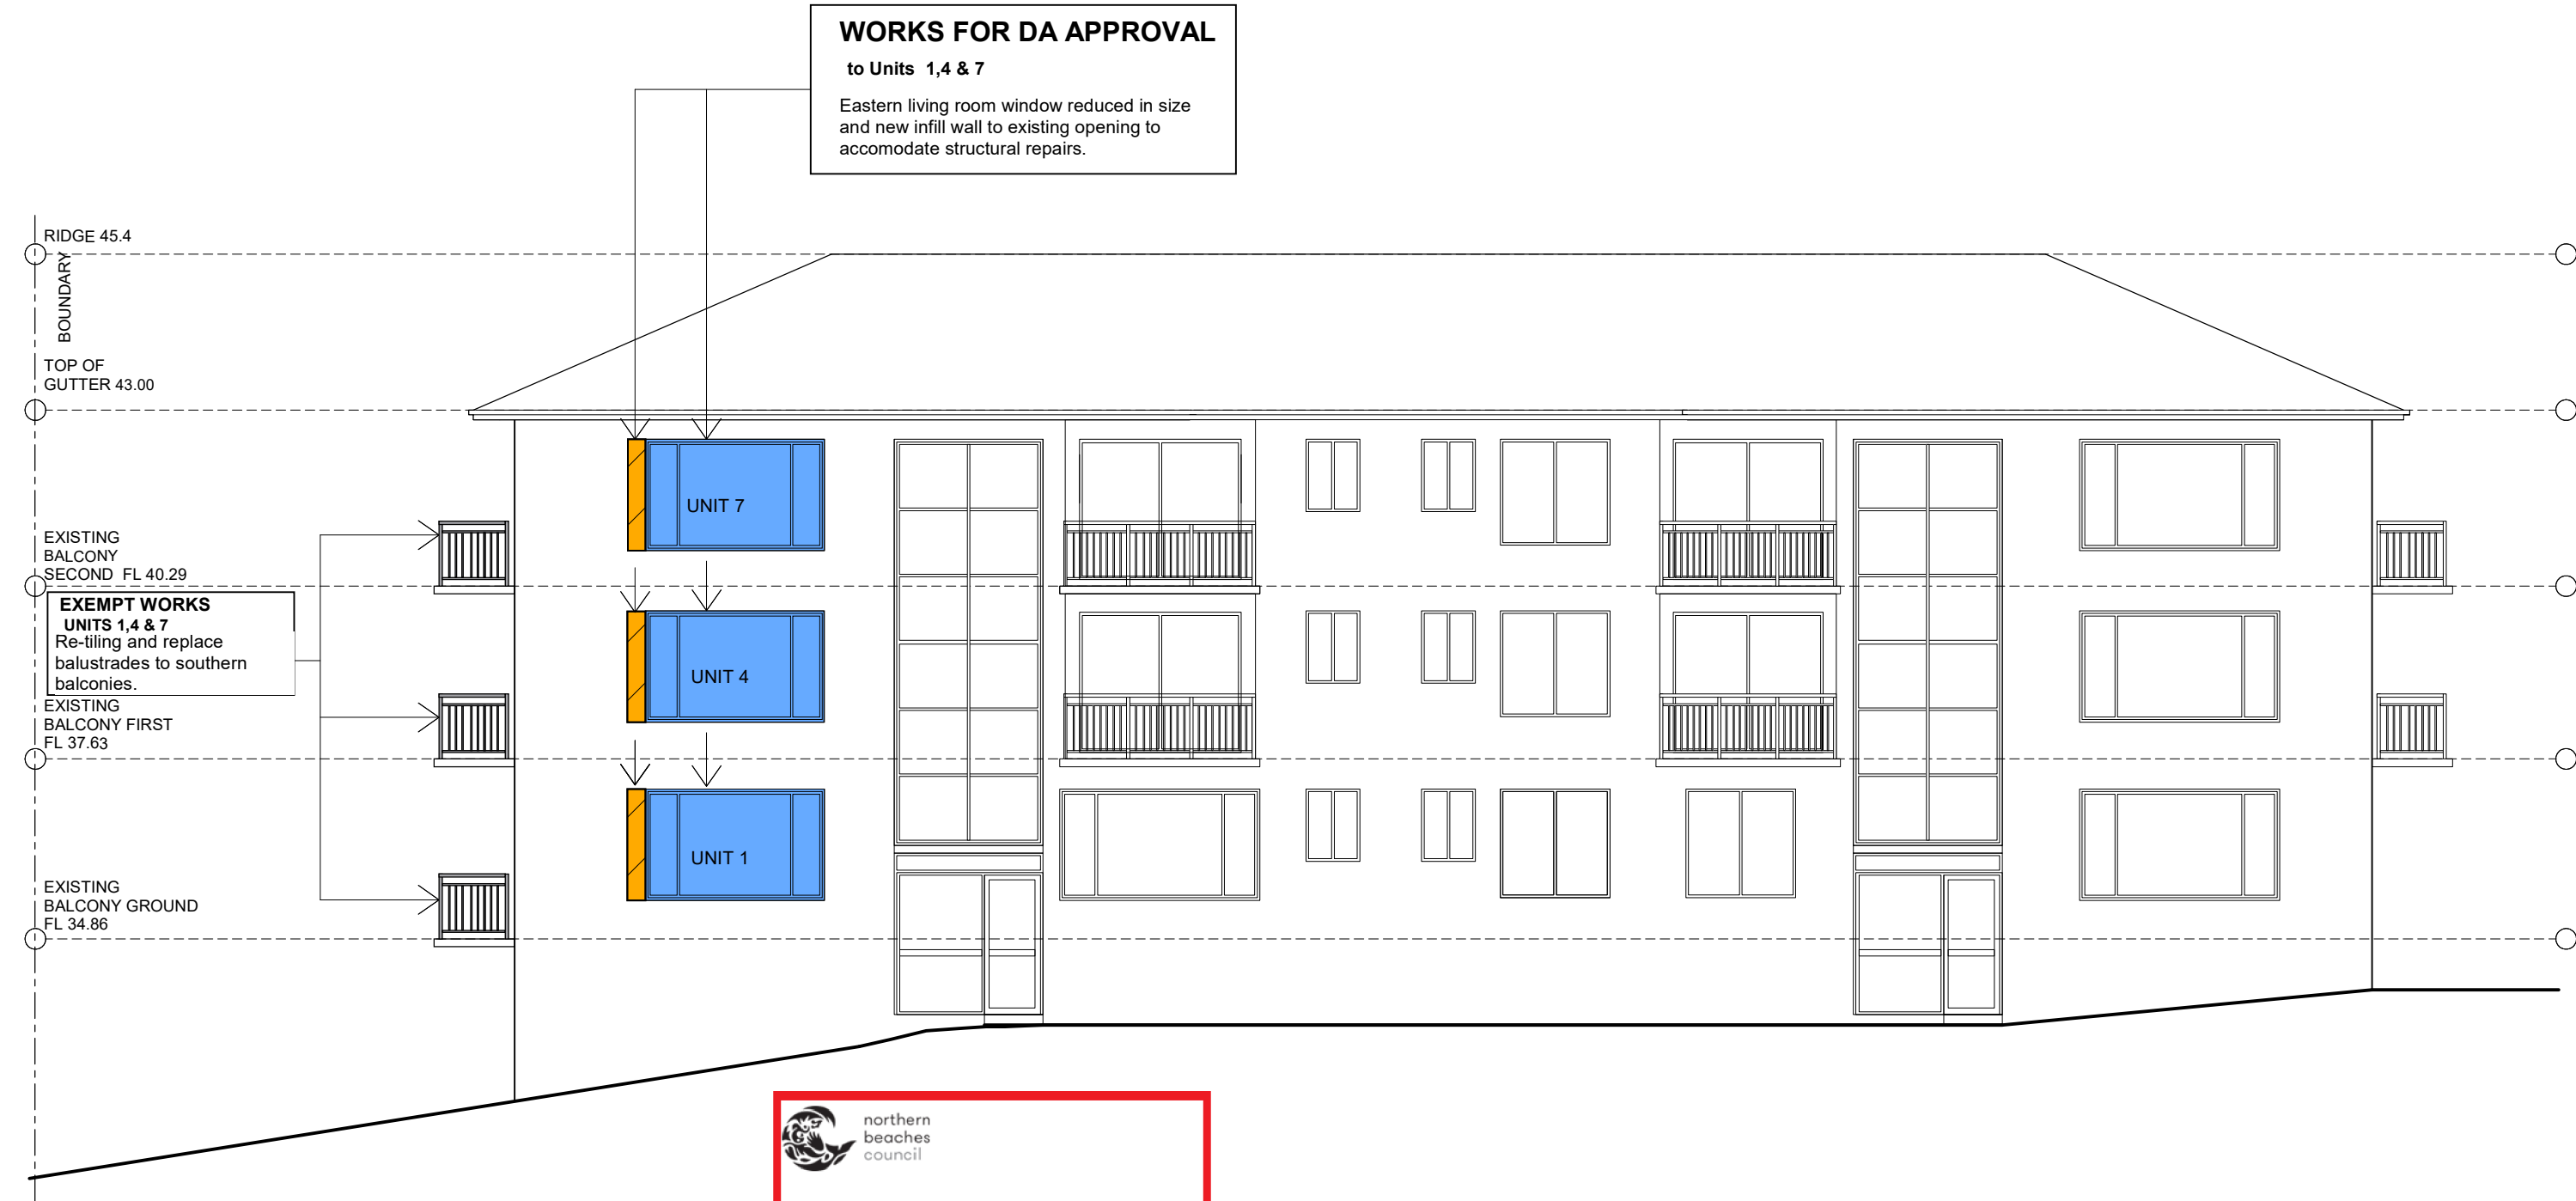 WORKS FOR DA APPROVAL
to Units 1,4 & 7
Eastern living room window reduced in size
and new infill wall to existing opening to
accomodate structural repairs.
RIDGE 45.4
BOUNDARY
TOP OF
GUTTER 43.00
EXISTING
BALCONY
SECOND FL 40.29
EXEMPT WORKS
UNITS 1,4 & 7
Re-tiling and replace
balustrades to southern
balconies.
EXISTING
BALCONY FIRST
FL 37.63
EXISTING
BALCONY GROUND
FL 34.86
UNIT 7
UNIT 4
UNIT 1
northern
beaches
council